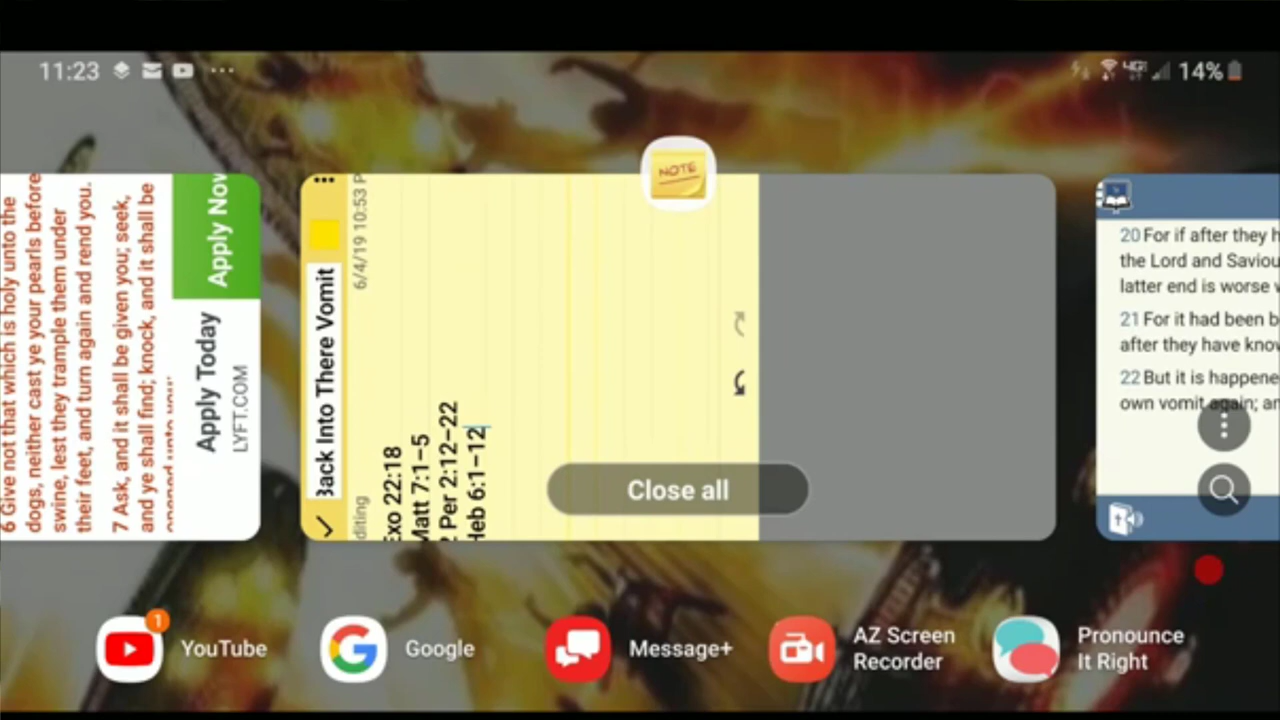 11:23
14%
6 Give not that which is holy unto the
dogs, neither cast ye your pearls before
swine, lest they trample them under
their feet, and turn again and rend you.
7 Ask, and it shall be given you; seek,
and ye shall find; knock, and it shall be
opened unto you:
Apply Now
Apply Today
LYFT.COM
NOTE
Back Into There Vomit
diting
6/4/19 10:53 P
Exo 22:18
Matt 7:1-5
2 Per 2:12-22
Heb 6:1-12
Close all
20 For if after they h
the Lord and Saviou
latter end is worse w
21 For it had been b
after they have know
22 But it is happene
own vomit again; an
YouTube
1
Google
Message+
AZ Screen
Recorder
Pronounce
It Right